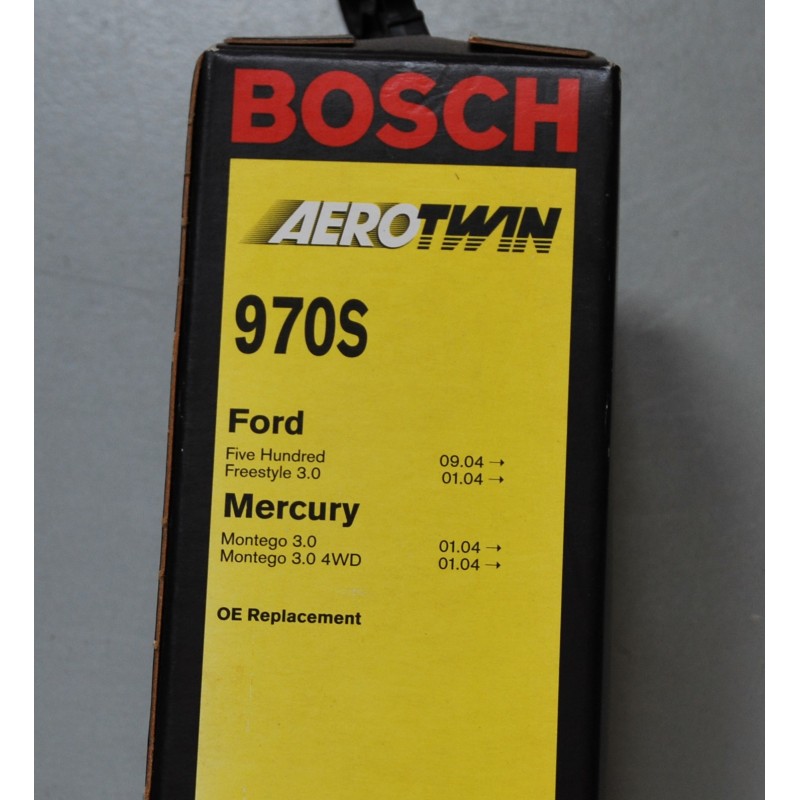 BOSCH
AEROTWIN
970S
Ford
Five Hundred 09.04 →
Freestyle 3.0 01.04 →
Mercury
Montego 3.0 01.04 →
Montego 3.0 4WD 01.04 →
OE Replacement